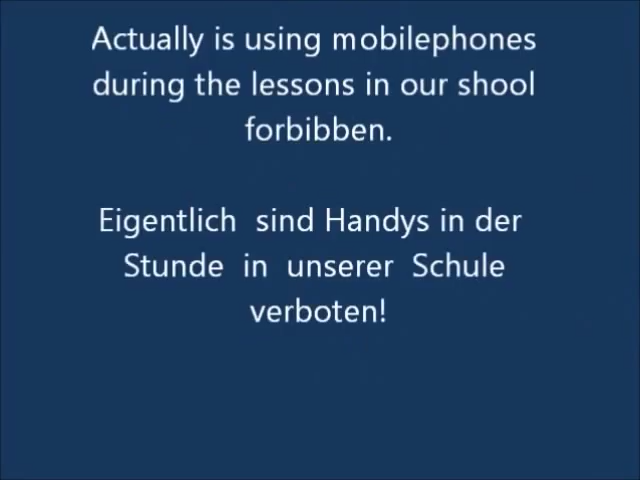 Actually is using mobilephones
during the lessons in our shool
forbibben.
Eigentlich sind Handys in der
Stunde in unserer Schule
verboten!